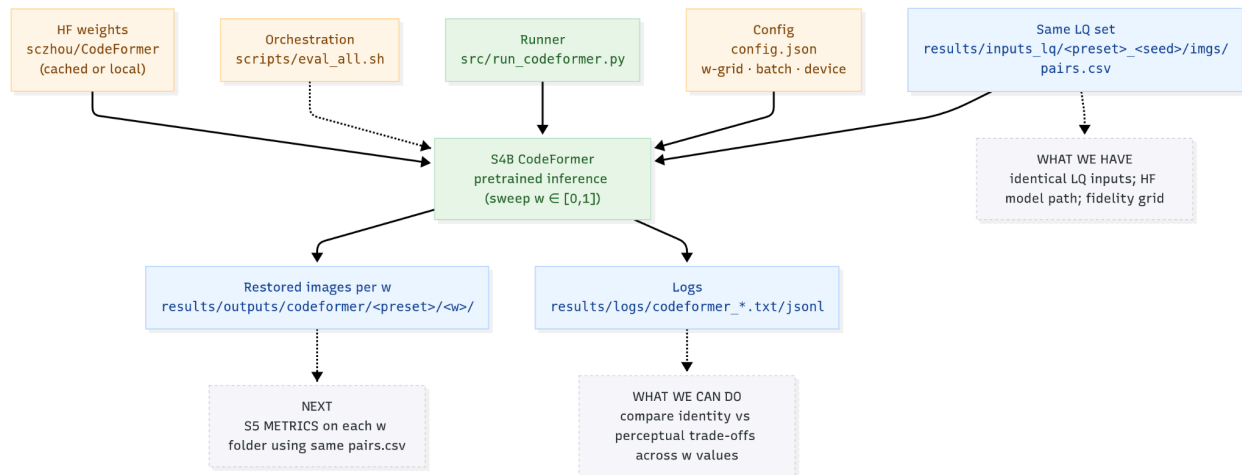 HF weights
sczhou/CodeFormer
(cached or local)
Orchestration
scripts/eval_all.sh
Runner
src/run_codeformer.py
Config
config.json
w-grid · batch · device
Same LQ set
results/inputs_lq/<preset>_<seed>/imgs/
pairs.csv
S4B CodeFormer
pretrained inference
(sweep w ∈ [0,1])
WHAT WE HAVE
identical LQ inputs; HF
model path; fidelity grid
Restored images per w
results/outputs/codeformer/<preset>/<w>/
Logs
results/logs/codeformer_*.txt/jsonl
NEXT
S5 METRICS on each w
folder using same pairs.csv
WHAT WE CAN DO
compare identity vs
perceptual trade-offs
across w values